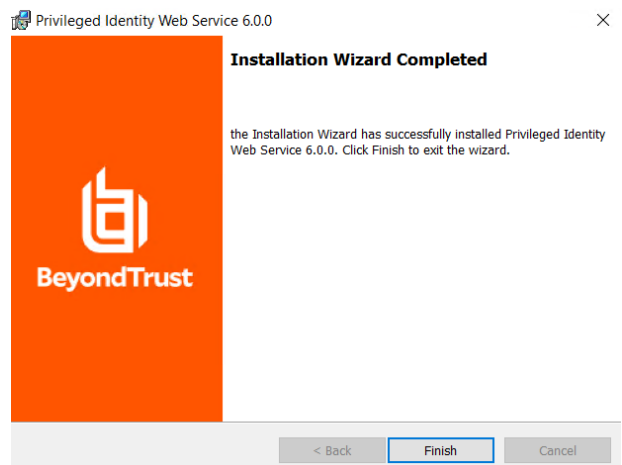 Privileged Identity Web Service 6.0.0
Installation Wizard Completed
the Installation Wizard has successfully installed Privileged Identity
Web Service 6.0.0. Click Finish to exit the wizard.
BeyondTrust
< Back
Finish
Cancel